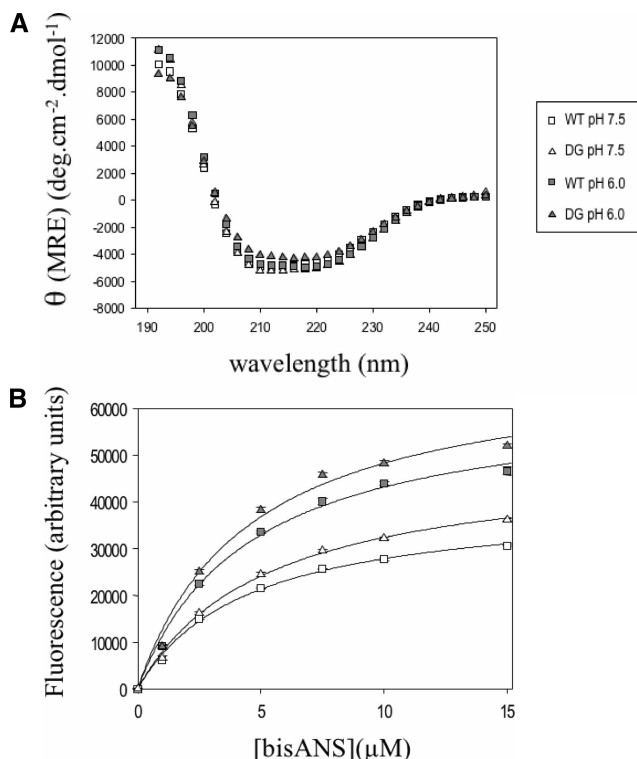 A
θ (MRE) (deg.cm-2.dmol-1)
12000
10000
8000
6000
4000
2000
0
-2000
-4000
-6000
-8000
190
200
210
220
230
240
250
wavelength (nm)
WT pH 7.5
DG pH 7.5
WT pH 6.0
DG pH 6.0
B
Fluorescence (arbitrary units)
60000
50000
40000
30000
20000
10000
0
0
5
10
15
[bisANS](μM)